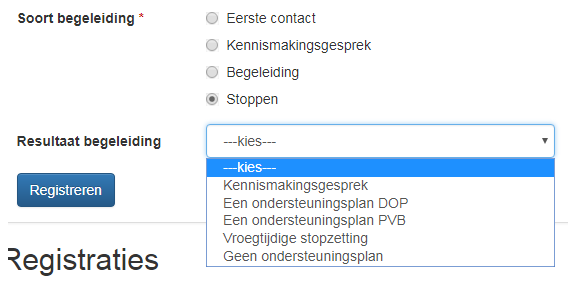 Soort begeleiding *
Eerste contact
Kennismakingsgesprek
Begeleiding
Stoppen
Resultaat begeleiding
---kies---
---kies---
Kennismakingsgesprek
Een ondersteuningsplan DOP
Een ondersteuningsplan PVB
Vroegtijdige stopzetting
Geen ondersteuningsplan
Registreren
Registraties